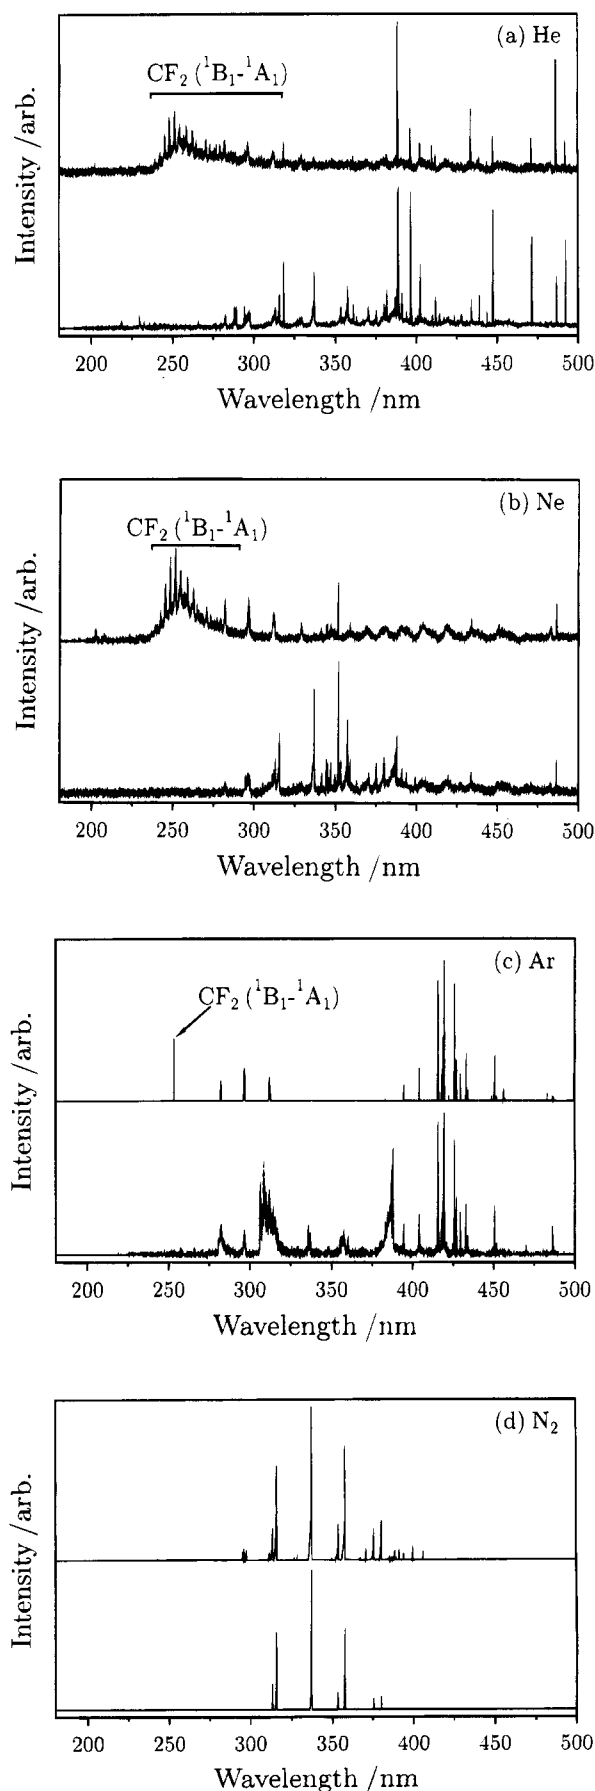 (a) He
CF₂ (¹B₁-¹A₁)
Intensity /arb.
200 250 300 350 400 450 500
Wavelength /nm
(b) Ne
CF₂ (¹B₁-¹A₁)
Intensity /arb.
200 250 300 350 400 450 500
Wavelength /nm
(c) Ar
CF₂ (¹B₁-¹A₁)
Intensity /arb.
200 250 300 350 400 450 500
Wavelength /nm
(d) N₂
Intensity /arb.
200 250 300 350 400 450 500
Wavelength /nm